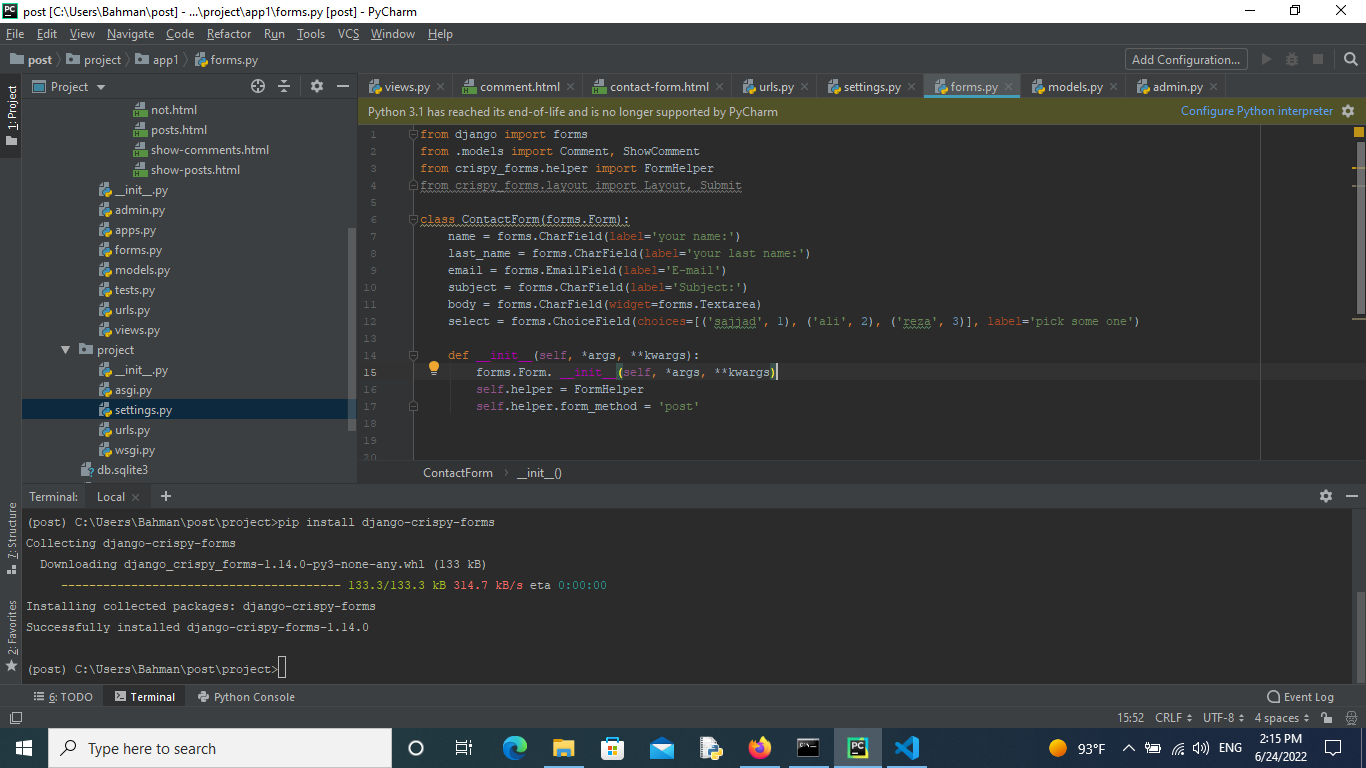 post [C:\Users\Bahman\post] - ...\project\app1\forms.py [post] - PyCharm
File Edit View Navigate Code Refactor Run Tools VCS Window Help
post project app1 forms.py Add Configuration...
Project
views.py comment.html contact-form.html urls.py settings.py forms.py models.py admin.py
Python 3.1 has reached its end-of-life and is no longer supported by PyCharm Configure Python interpreter
1: Project
not.html
posts.html
show-comments.html
show-posts.html
__init__.py
admin.py
apps.py
forms.py
models.py
tests.py
urls.py
views.py
project
__init__.py
asgi.py
settings.py
urls.py
wsgi.py
db.sqlite3
1 from django import forms
2 from .models import Comment, ShowComment
3 from crispy_forms.helper import FormHelper
4 from crispy_forms.layout import Layout, Submit
5
6 class ContactForm(forms.Form):
7 name = forms.CharField(label='your name:')
8 last_name = forms.CharField(label='your last name:')
9 email = forms.EmailField(label='E-mail')
10 subject = forms.CharField(label='Subject:')
11 body = forms.CharField(widget=forms.Textarea)
12 select = forms.ChoiceField(choices=[('sajjad', 1), ('ali', 2), ('reza', 3)], label='pick some one')
13
14 def __init__(self, *args, **kwargs):
15 forms.Form. __init__(self, *args, **kwargs)
16 self.helper = FormHelper
17 self.helper.form_method = 'post'
18
19
20
ContactForm __init__()
Terminal: Local
7: Structure
2: Favorites
(post) C:\Users\Bahman\post\project>pip install django-crispy-forms
Collecting django-crispy-forms
Downloading django_crispy_forms-1.14.0-py3-none-any.whl (133 kB)
---------------------------------------- 133.3/133.3 kB 314.7 kB/s eta 0:00:00
Installing collected packages: django-crispy-forms
Successfully installed django-crispy-forms-1.14.0
(post) C:\Users\Bahman\post\project>
6: TODO Terminal Python Console Event Log
15:52 CRLF UTF-8 4 spaces
Type here to search 93°F ENG 2:15 PM
6/24/2022